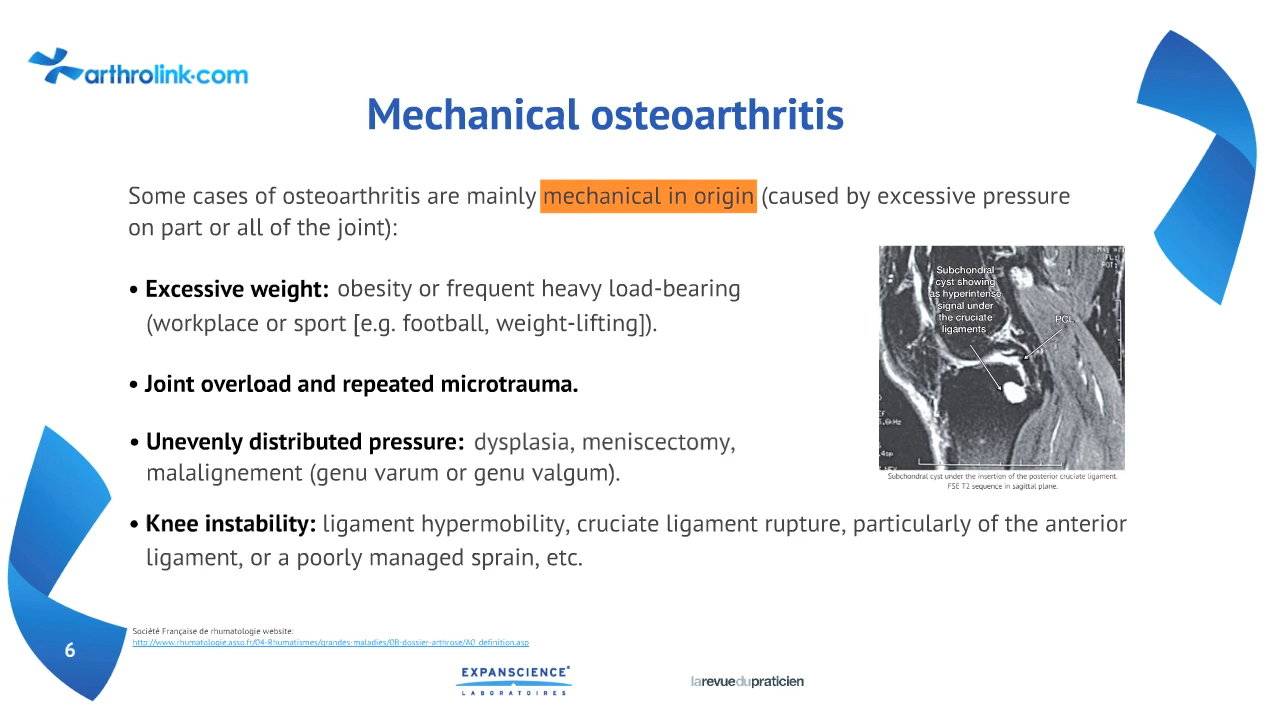 arthrolink.com
Mechanical osteoarthritis
Some cases of osteoarthritis are mainly mechanical in origin (caused by excessive pressure
on part or all of the joint):
• Excessive weight: obesity or frequent heavy load-bearing
(workplace or sport [e.g. football, weight-lifting]).
• Joint overload and repeated microtrauma.
• Unevenly distributed pressure: dysplasia, meniscectomy,
malalignement (genu varum or genu valgum).
• Knee instability: ligament hypermobility, cruciate ligament rupture, particularly of the anterior
ligament, or a poorly managed sprain, etc.
Subchondral
cyst showing
as hyperintense
signal under
the cruciate
ligaments
PCL
FL:
POT:
Subchondral cyst under the insertion of the posterior cruciate ligament.
FSE T2 sequence in sagittal plane.
Société Française de rhumatologie website:
http://www.rhumatologie.asso.fr/04-Rhumatismes/grandes-maladies/0B-dossier-arthrose/A0_definition.asp
6
EXPANSCIENCE
LABORATOIRES
larevuedupraticien